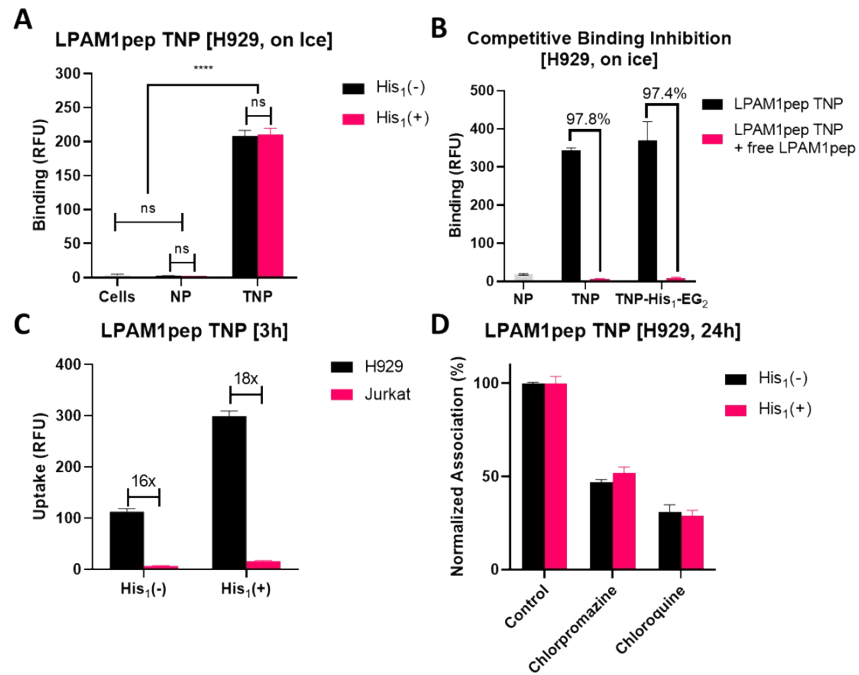 A
LPAM1pep TNP [H929, on Ice]
Binding (RFU)
300
250
200
150
100
50
0
ns
ns
****
ns
Cells
NP
TNP
His₁(-)
His₁(+)
B
Competitive Binding Inhibition
[H929, on ice]
Binding (RFU)
500
400
300
200
100
0
97.8%
97.4%
NP
TNP
TNP-His₁-EG₂
LPAM1pep TNP
LPAM1pep TNP
+ free LPAM1pep
C
LPAM1pep TNP [3h]
Uptake (RFU)
400
300
200
100
0
16x
18x
His₁(-)
His₁(+)
H929
Jurkat
D
LPAM1pep TNP [H929, 24h]
Normalized Association (%)
100
50
0
Control
Chlorpromazine
Chloroquine
His₁(-)
His₁(+)